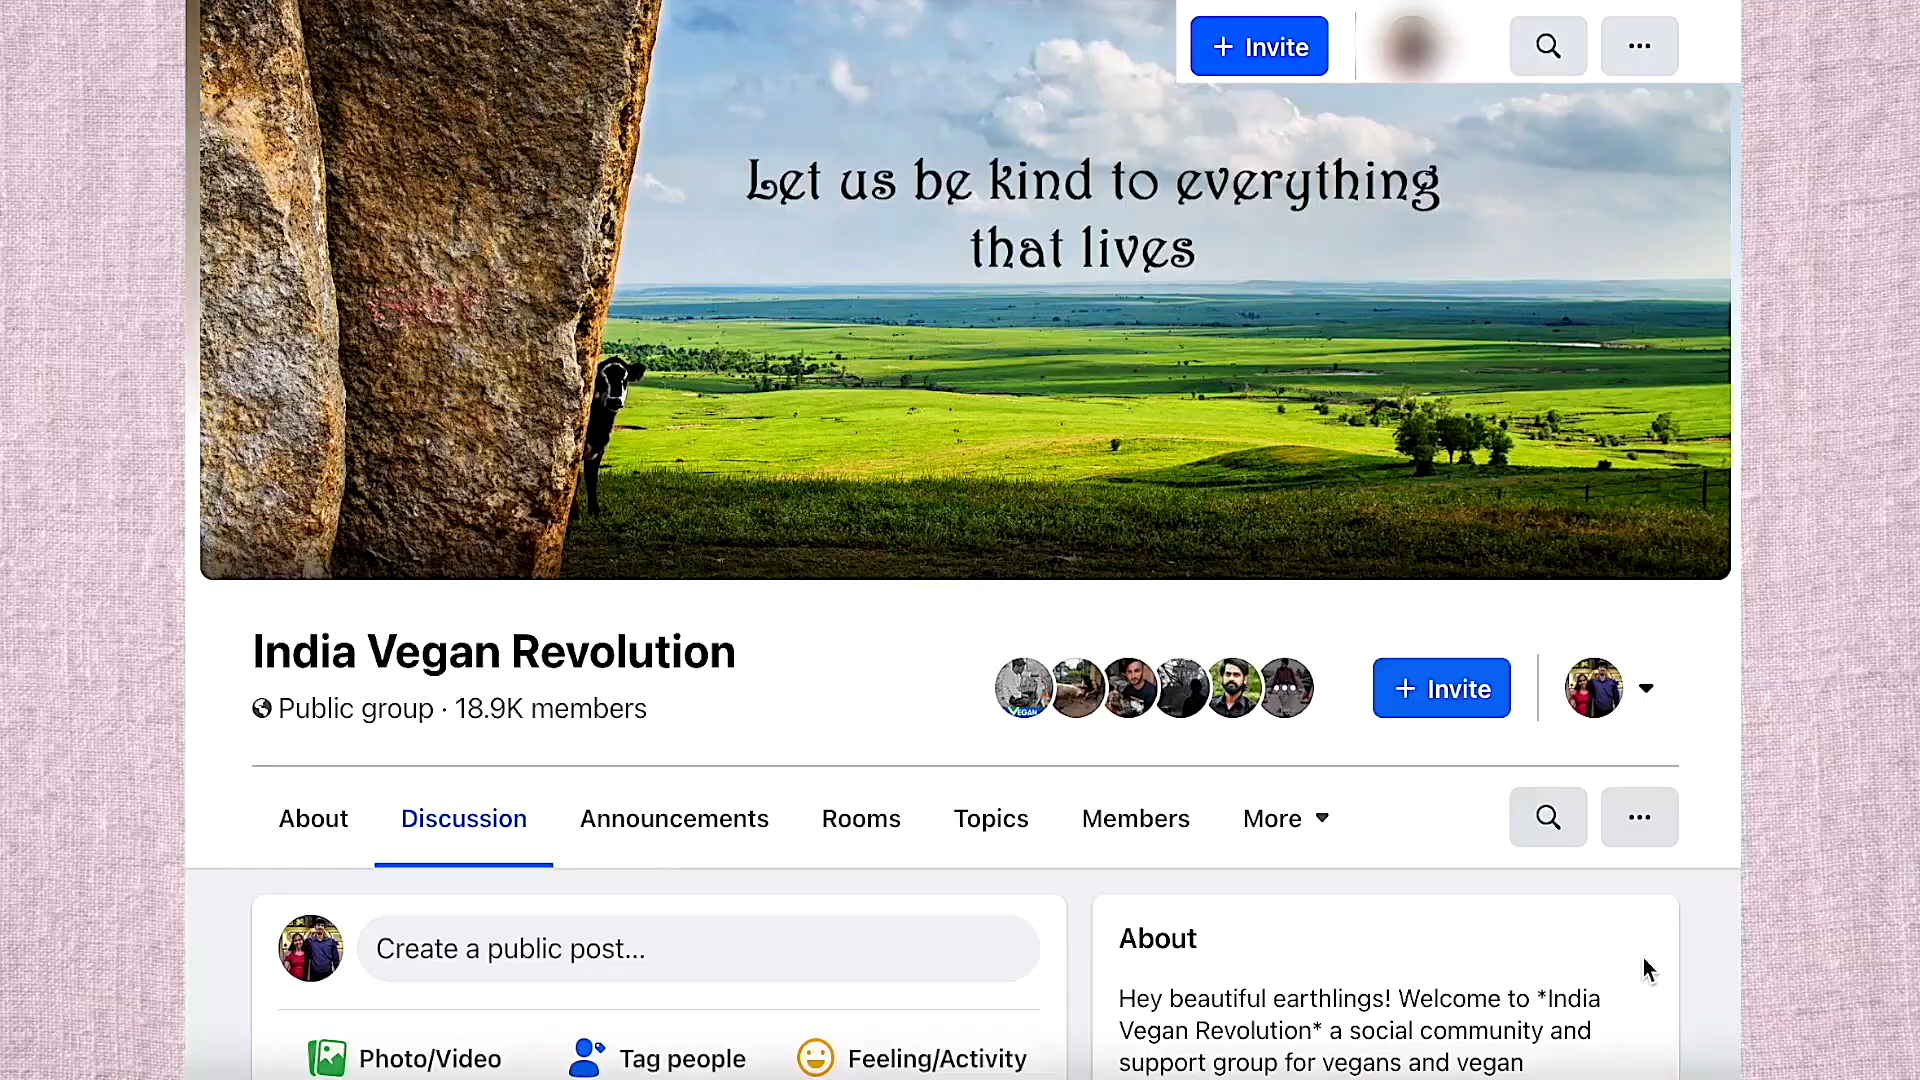 + Invite
Let us be kind to everything
that lives
India Vegan Revolution
Public group · 18.9K members
VEGAN
+ Invite
About Discussion Announcements Rooms Topics Members More
Create a public post...
Photo/Video Tag people Feeling/Activity
About
Hey beautiful earthlings! Welcome to *India
Vegan Revolution* a social community and
support group for vegans and vegan